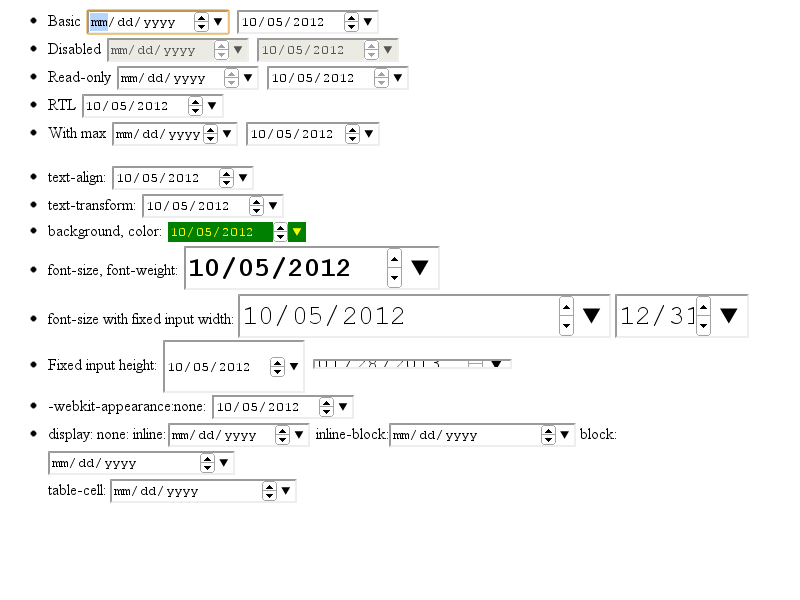 Basic mm/dd/yyyy 10/05/2012
Disabled mm/dd/yyyy 10/05/2012
Read-only mm/dd/yyyy 10/05/2012
RTL 10/05/2012
With max mm/dd/yyyy 10/05/2012
text-align: 10/05/2012
text-transform: 10/05/2012
background, color: 10/05/2012
font-size, font-weight: 10/05/2012
font-size with fixed input width: 10/05/2012 12/31
Fixed input height: 10/05/2012 01/28/2013
-webkit-appearance:none: 10/05/2012
display: none: inline: mm/dd/yyyy inline-block: mm/dd/yyyy block:
mm/dd/yyyy
table-cell: mm/dd/yyyy